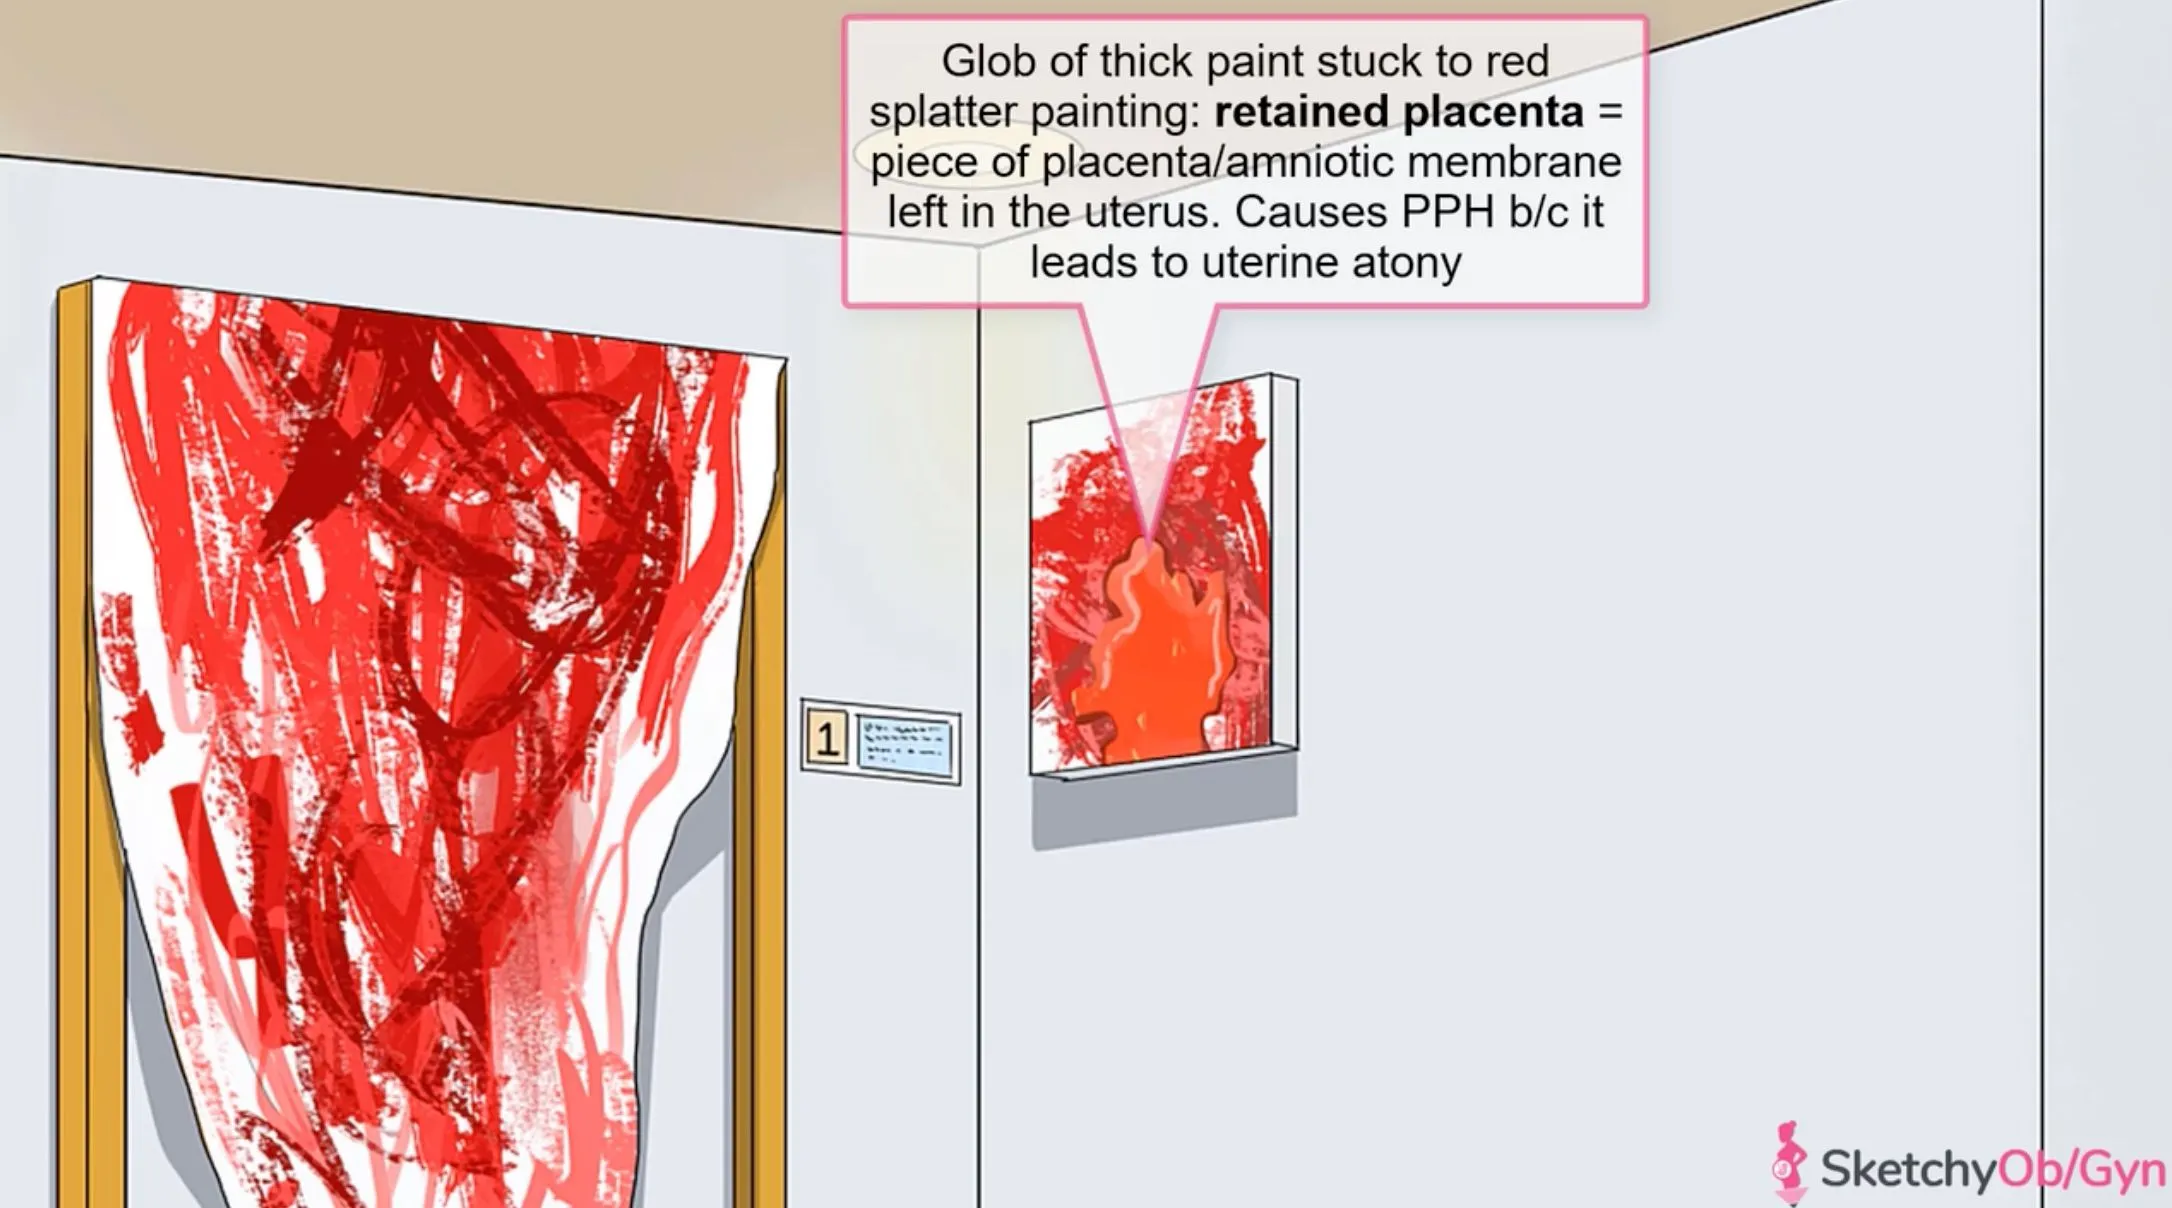 Glob of thick paint stuck to red
splatter painting: retained placenta =
piece of placenta/amniotic membrane
left in the uterus. Causes PPH b/c it
leads to uterine atony
1
SketchyOb/Gyn